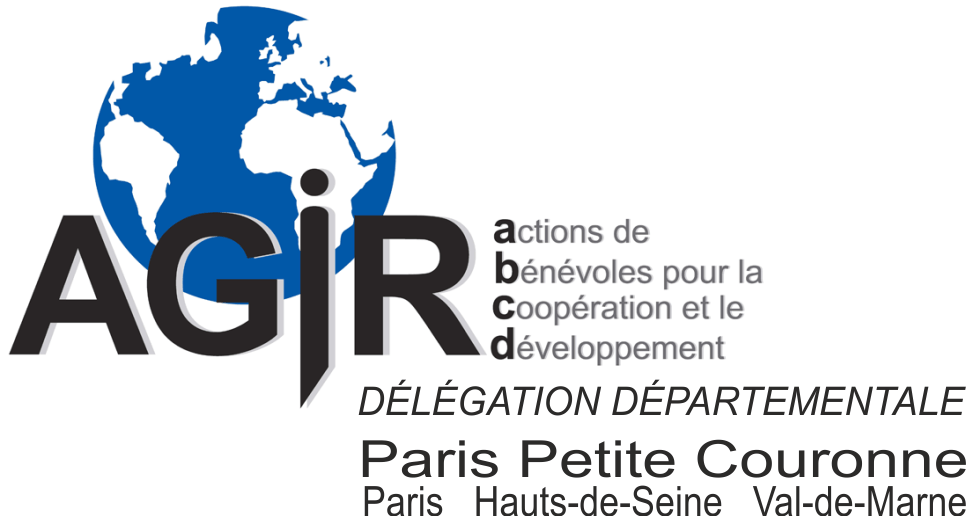 AGiR
actions de
bénévoles pour la
coopération et le
développement
DÉLÉGATION DÉPARTEMENTALE
Paris Petite Couronne
Paris Hauts-de-Seine Val-de-Marne